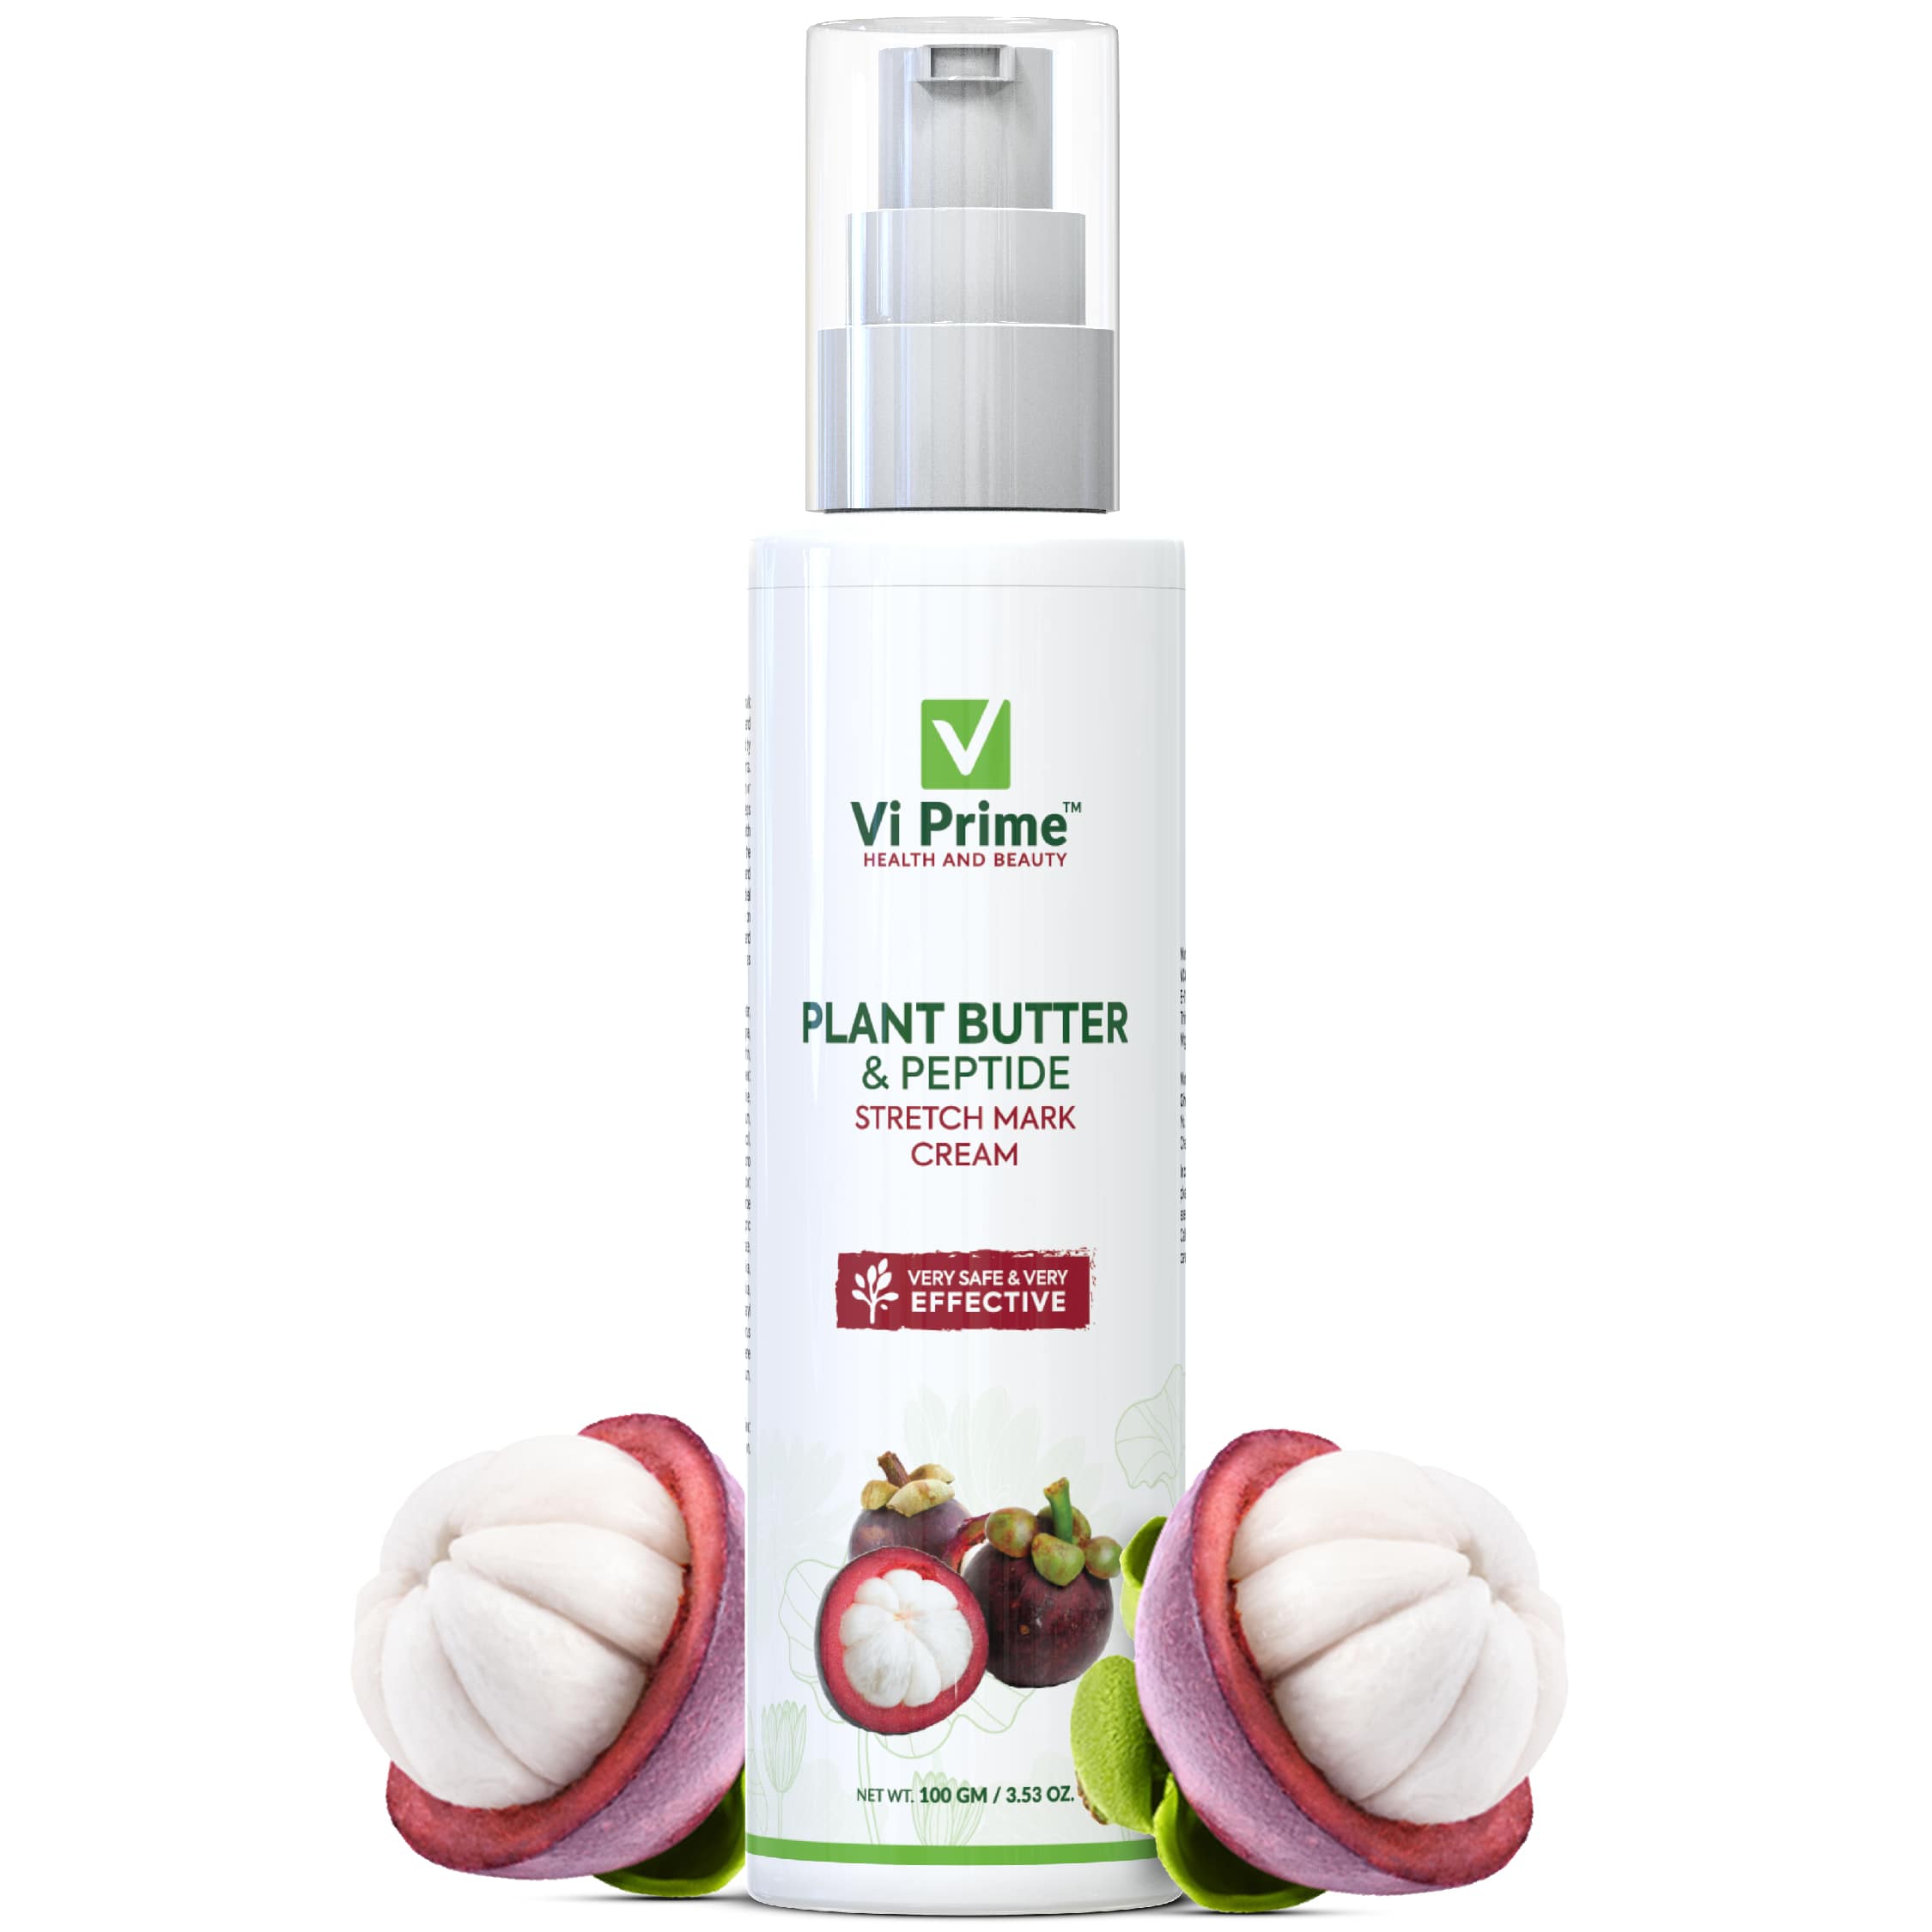 Vi Prime™
HEALTH AND BEAUTY
PLANT BUTTER
& PEPTIDE
STRETCH MARK
CREAM
VERY SAFE & VERY
EFFECTIVE
NET WT. 100 GM / 3.53 OZ.